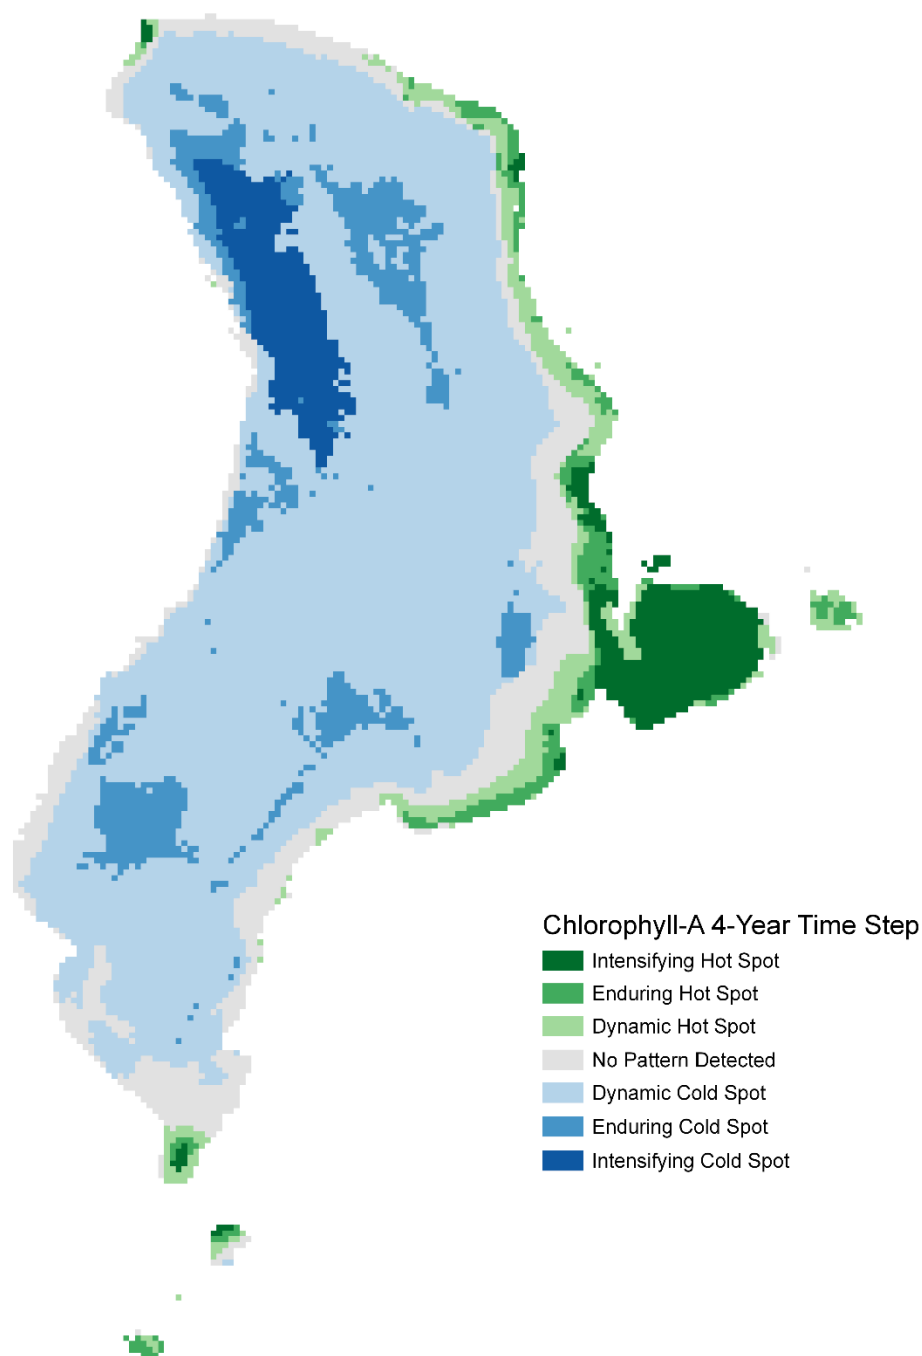 Chlorophyll-A 4-Year Time Step
Intensifying Hot Spot
Enduring Hot Spot
Dynamic Hot Spot
No Pattern Detected
Dynamic Cold Spot
Enduring Cold Spot
Intensifying Cold Spot